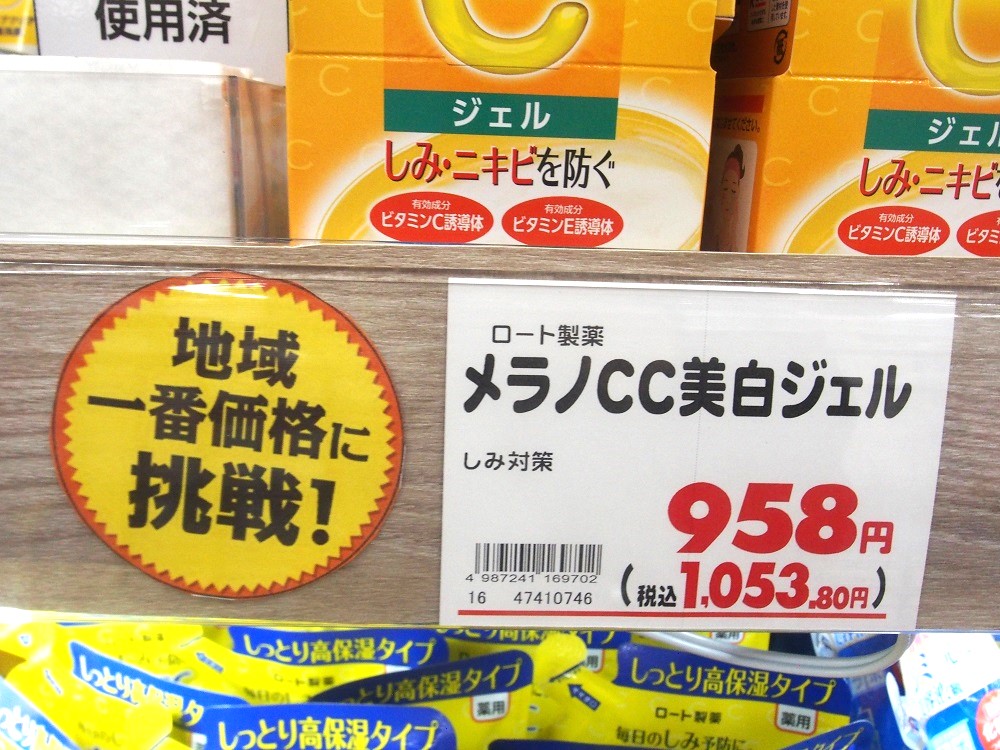 使用済
C
ジェル
しみ・ニキビを防ぐ
有効成分
ビタミンC誘導体
有効成分
ビタミンE誘導体
ジェル
しみ・ニキビ
有効成分
ビタミンC誘導体
地域
一番価格に
挑戦!
ロート製薬
メラノCC美白ジェル
しみ対策
958円
(税込1,053.80円)
4 987241 169702
16 47410746
しっとり高保湿タイプ
しっとり高保湿タイプ
しっとり高保湿タイプ
薬用
しっとり高保湿タイプ
ロート製薬
薬用
毎日のしみ予防に
しっとり高保湿タイプ